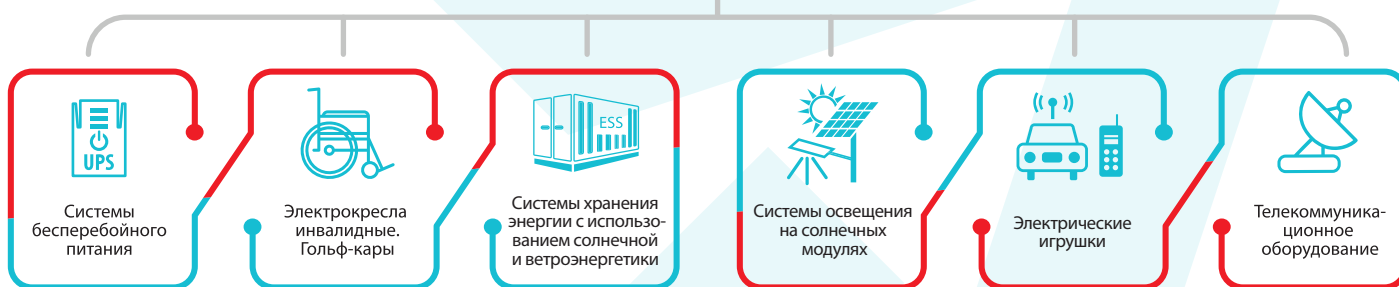 UPS
Системы
бесперебойного
питания
Электрокресла
инвалидные.
Гольф-кары
ESS
Системы хранения
энергии с использо-
ванием солнечной
и ветроэнергетики
Системы освещения
на солнечных
модулях
Электрические
игрушки
Телекоммуника-
ционное
оборудование